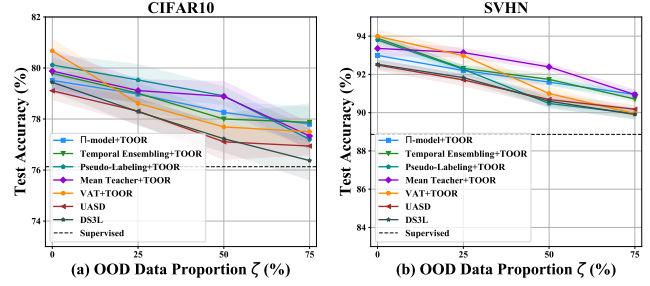 CIFAR10
Test Accuracy (%)
82
80
78
76
74
Π-model+TOOR
Temporal Ensembling+TOOR
Pseudo-Labeling+TOOR
Mean Teacher+TOOR
VAT+TOOR
UASD
DS3L
Supervised
0 25 50 75
(a) OOD Data Proportion ζ (%)
SVHN
Test Accuracy (%)
94
92
90
88
86
84
Π-model+TOOR
Temporal Ensembling+TOOR
Pseudo-Labeling+TOOR
Mean Teacher+TOOR
VAT+TOOR
UASD
DS3L
Supervised
0 25 50 75
(b) OOD Data Proportion ζ (%)